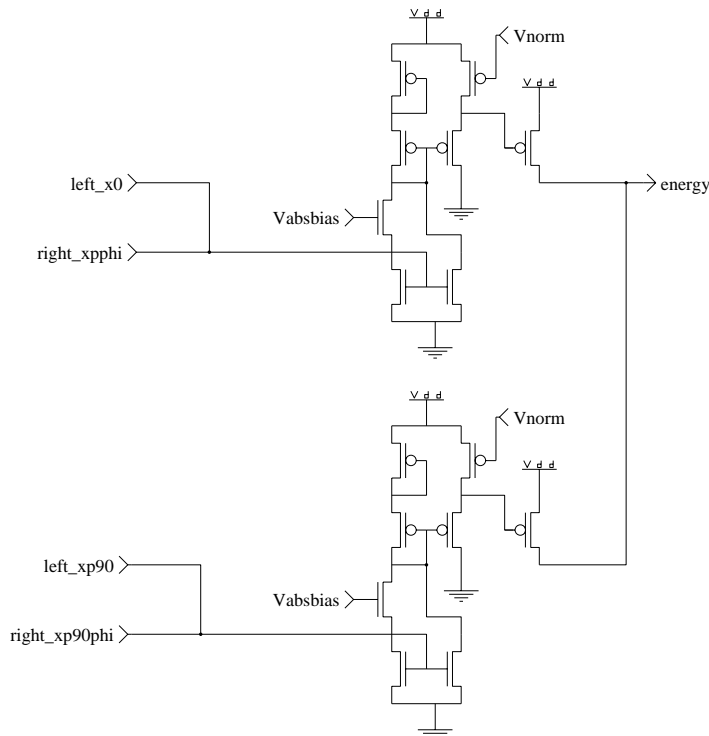 Vdd
Vnorm
Vdd
left_x0
energy
Vabsbias
right_xpphi
Vdd
Vnorm
Vdd
left_xp90
Vabsbias
right_xp90phi